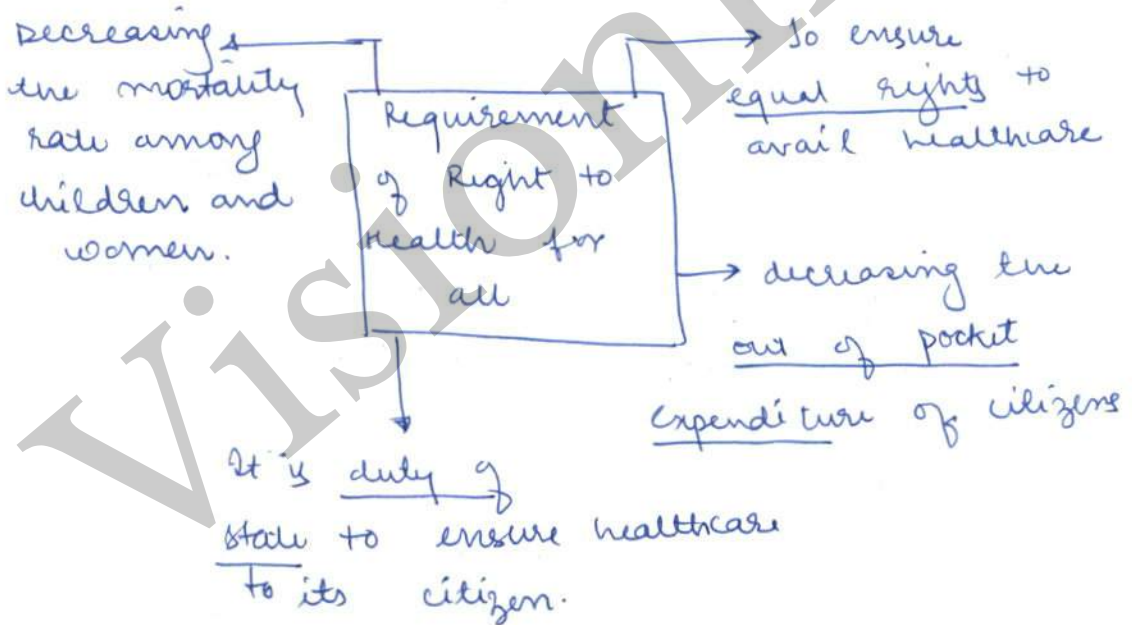 Decreasing
the mortality
rate among
children and
women.
Requirement
of Right to
Health for
all
To ensure
equal rights to
avail healthcare
decreasing the
out of pocket
expenditure of citizens
It is duty of
state to ensure healthcare
to its citizen.
Vision